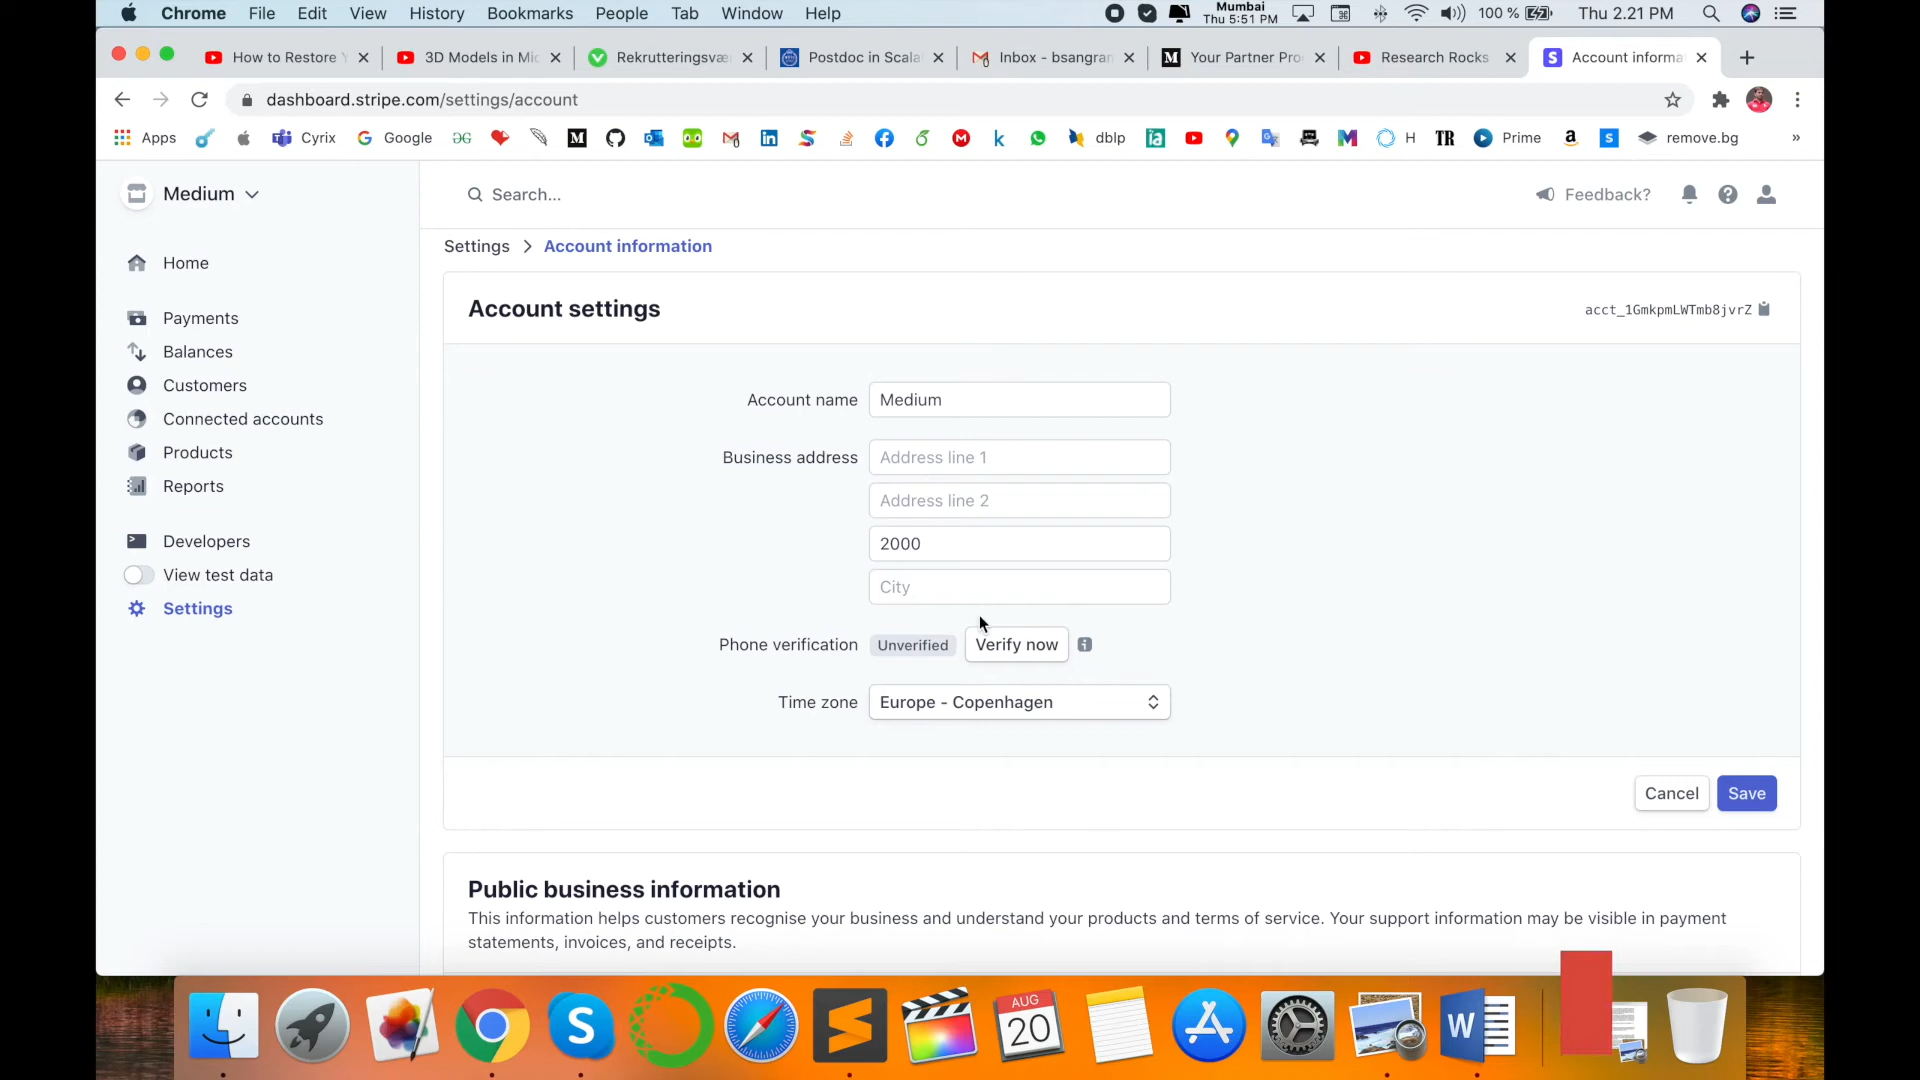 Chrome File Edit View History Bookmarks People Tab Window Help Mumbai Thu 5:51 PM 100 % Thu 2.21 PM
How to Restore Y 3D Models in Mic Rekrutteringsvær Postdoc in Scalal Inbox - bsangram Your Partner Pro Research Rocks Account informa
dashboard.stripe.com/settings/account
Apps Cyrix Google dblp H TR Prime remove.bg »
Medium Search... Feedback?
Settings > Account information
Home
Account settings acct_1GmkpmLWTmb8jvrZ
Payments
Balances
Customers
Connected accounts
Products
Reports
Developers
View test data
Settings
Account name Medium
Business address Address line 1
Address line 2
2000
City
Phone verification Unverified Verify now
Time zone Europe - Copenhagen
Cancel Save
Public business information
This information helps customers recognise your business and understand your products and terms of service. Your support information may be visible in payment
statements, invoices, and receipts.
AUG
20